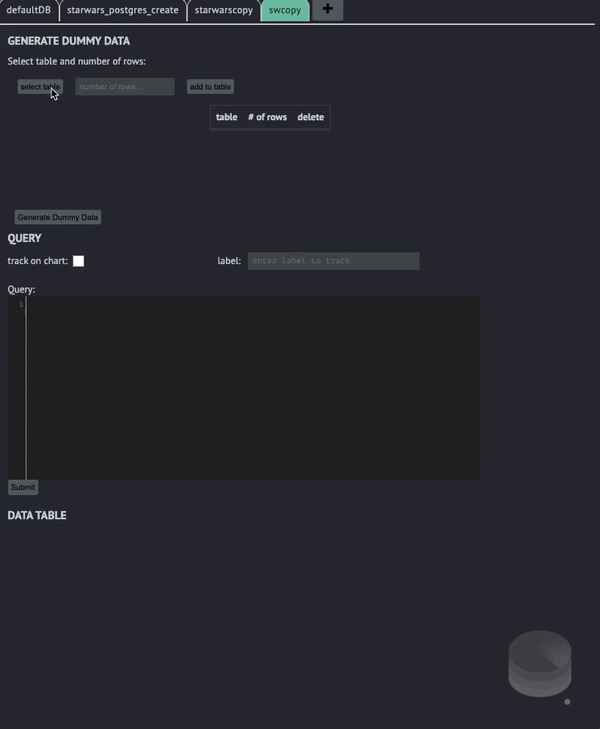 defaultDB starwars_postgres_create starwarscopy swcopy +
GENERATE DUMMY DATA
Select table and number of rows:
select table number of rows... add to table
table # of rows delete
Generate Dummy Data
QUERY
track on chart: label: enter label to track
Query:
1
Submit
DATA TABLE